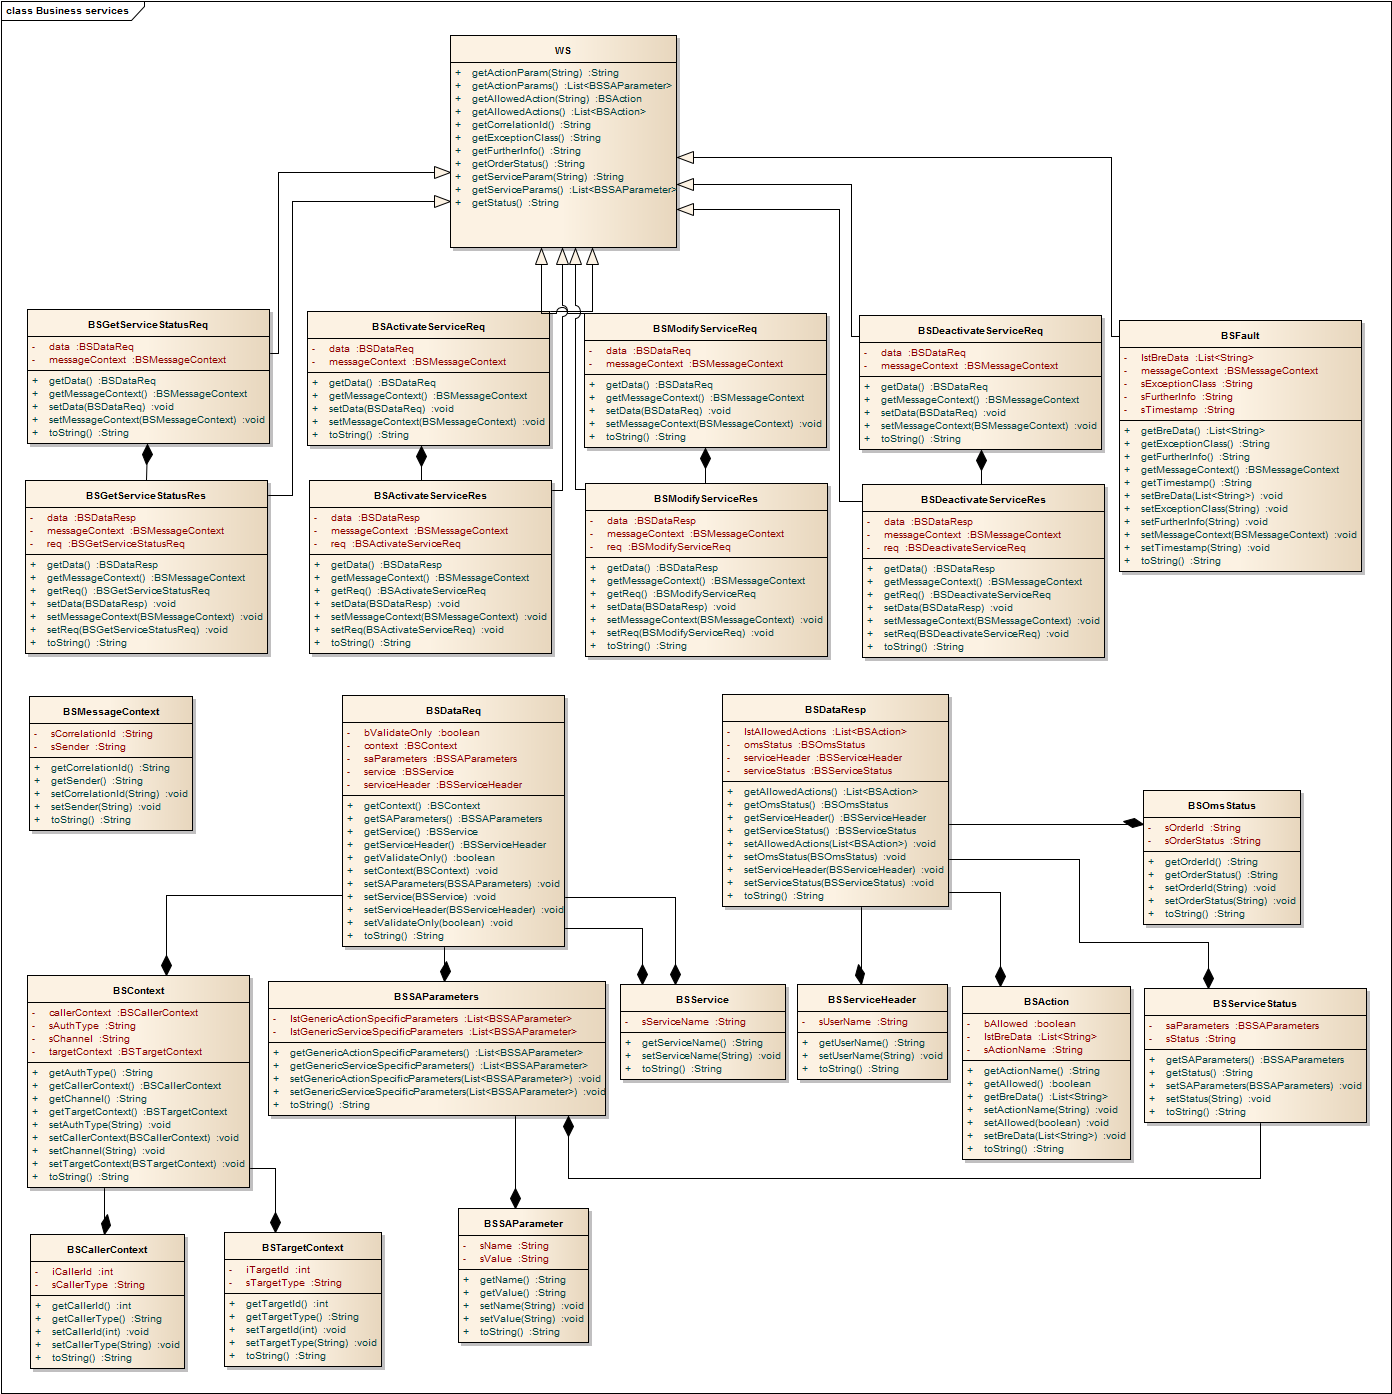 class Business services
WS
+ getActionParam(String) :String
+ getActionParams() :List<BSSAParameter>
+ getAllowedAction(String) :BSAction
+ getAllowedActions() :List<BSAction>
+ getCorrelationId() :String
+ getExceptionClass() :String
+ getFurtherInfo() :String
+ getOrderStatus() :String
+ getServiceParam(String) :String
+ getServiceParams() :List<BSSAParameter>
+ getStatus() :String
BSGetServiceStatusReq
- data :BSDataReq
- messageContext :BSMessageContext
+ getData() :BSDataReq
+ getMessageContext() :BSMessageContext
+ setData(BSDataReq) :void
+ setMessageContext(BSMessageContext) :void
+ toString() :String
BSActivateServiceReq
- data :BSDataReq
- messageContext :BSMessageContext
+ getData() :BSDataReq
+ getMessageContext() :BSMessageContext
+ setData(BSDataReq) :void
+ setMessageContext(BSMessageContext) :void
+ toString() :String
BSModifyServiceReq
- data :BSDataReq
- messageContext :BSMessageContext
+ getData() :BSDataReq
+ getMessageContext() :BSMessageContext
+ setData(BSDataReq) :void
+ setMessageContext(BSMessageContext) :void
+ toString() :String
BSDeactivateServiceReq
- data :BSDataReq
- messageContext :BSMessageContext
+ getData() :BSDataReq
+ getMessageContext() :BSMessageContext
+ setData(BSDataReq) :void
+ setMessageContext(BSMessageContext) :void
+ toString() :String
BSFault
- lstBreData :List<String>
- messageContext :BSMessageContext
- sExceptionClass :String
- sFurtherInfo :String
- sTimestamp :String
+ getBreData() :List<String>
+ getExceptionClass() :String
+ getFurtherInfo() :String
+ getMessageContext() :BSMessageContext
+ getTimestamp() :String
+ setBreData(List<String>) :void
+ setExceptionClass(String) :void
+ setFurtherInfo(String) :void
+ setMessageContext(BSMessageContext) :void
+ setTimestamp(String) :void
+ toString() :String
BSGetServiceStatusRes
- data :BSDataResp
- messageContext :BSMessageContext
- req :BSGetServiceStatusReq
+ getData() :BSDataResp
+ getMessageContext() :BSMessageContext
+ getReq() :BSGetServiceStatusReq
+ setData(BSDataResp) :void
+ setMessageContext(BSMessageContext) :void
+ setReq(BSGetServiceStatusReq) :void
+ toString() :String
BSActivateServiceRes
- data :BSDataResp
- messageContext :BSMessageContext
- req :BSActivateServiceReq
+ getData() :BSDataResp
+ getMessageContext() :BSMessageContext
+ getReq() :BSActivateServiceReq
+ setData(BSDataResp) :void
+ setMessageContext(BSMessageContext) :void
+ setReq(BSActivateServiceReq) :void
+ toString() :String
BSModifyServiceRes
- data :BSDataResp
- messageContext :BSMessageContext
- req :BSModifyServiceReq
+ getData() :BSDataResp
+ getMessageContext() :BSMessageContext
+ getReq() :BSModifyServiceReq
+ setData(BSDataResp) :void
+ setMessageContext(BSMessageContext) :void
+ setReq(BSModifyServiceReq) :void
+ toString() :String
BSDeactivateServiceRes
- data :BSDataResp
- messageContext :BSMessageContext
- req :BSDeactivateServiceReq
+ getData() :BSDataResp
+ getMessageContext() :BSMessageContext
+ getReq() :BSDeactivateServiceReq
+ setData(BSDataResp) :void
+ setMessageContext(BSMessageContext) :void
+ setReq(BSDeactivateServiceReq) :void
+ toString() :String
BSMessageContext
- sCorrelationId :String
- sSender :String
+ getCorrelationId() :String
+ getSender() :String
+ setCorrelationId(String) :void
+ setSender(String) :void
+ toString() :String
BSDataReq
- bValidateOnly :boolean
- context :BSContext
- saParameters :BSSAParameters
- service :BSService
- serviceHeader :BSServiceHeader
+ getContext() :BSContext
+ getSAParameters() :BSSAParameters
+ getService() :BSService
+ getServiceHeader() :BSServiceHeader
+ getValidateOnly() :boolean
+ setContext(BSContext) :void
+ setSAParameters(BSSAParameters) :void
+ setService(BSService) :void
+ setServiceHeader(BSServiceHeader) :void
+ setValidateOnly(boolean) :void
+ toString() :String
BSDataResp
- lstAllowedActions :List<BSAction>
- omsStatus :BSOmsStatus
- serviceHeader :BSServiceHeader
- serviceStatus :BSServiceStatus
+ getAllowedActions() :List<BSAction>
+ getOmsStatus() :BSOmsStatus
+ getServiceHeader() :BSServiceHeader
+ getServiceStatus() :BSServiceStatus
+ setAllowedActions(List<BSAction>) :void
+ setOmsStatus(BSOmsStatus) :void
+ setServiceHeader(BSServiceHeader) :void
+ setServiceStatus(BSServiceStatus) :void
+ toString() :String
BSOmsStatus
- sOrderId :String
- sOrderStatus :String
+ getOrderId() :String
+ getOrderStatus() :String
+ setOrderId(String) :void
+ setOrderStatus(String) :void
+ toString() :String
BSContext
- callerContext :BSCallerContext
- sAuthType :String
- sChannel :String
- targetContext :BSTargetContext
+ getAuthType() :String
+ getCallerContext() :BSCallerContext
+ getChannel() :String
+ getTargetContext() :BSTargetContext
+ setAuthType(String) :void
+ setCallerContext(BSCallerContext) :void
+ setChannel(String) :void
+ setTargetContext(BSTargetContext) :void
+ toString() :String
BSSAParameters
- lstGenericActionSpecificParameters :List<BSSAParameter>
- lstGenericServiceSpecificParameters :List<BSSAParameter>
+ getGenericActionSpecificParameters() :List<BSSAParameter>
+ getGenericServiceSpecificParameters() :List<BSSAParameter>
+ setGenericActionSpecificParameters(List<BSSAParameter>) :void
+ setGenericServiceSpecificParameters(List<BSSAParameter>) :void
+ toString() :String
BSService
- sServiceName :String
+ getServiceName() :String
+ setServiceName(String) :void
+ toString() :String
BSServiceHeader
- sUserName :String
+ getUserName() :String
+ setUserName(String) :void
+ toString() :String
BSAction
- bAllowed :boolean
- lstBreData :List<String>
- sActionName :String
+ getActionName() :String
+ getAllowed() :boolean
+ getBreData() :List<String>
+ setActionName(String) :void
+ setAllowed(boolean) :void
+ setBreData(List<String>) :void
+ toString() :String
BSServiceStatus
- saParameters :BSSAParameters
- sStatus :String
+ getSAParameters() :BSSAParameters
+ getStatus() :String
+ setSAParameters(BSSAParameters) :void
+ setStatus(String) :void
+ toString() :String
BSCallerContext
- iCallerId :int
- sCallerType :String
+ getCallerId() :int
+ getCallerType() :String
+ setCallerId(int) :void
+ setCallerType(String) :void
+ toString() :String
BSTargetContext
- iTargetId :int
- sTargetType :String
+ getTargetId() :int
+ getTargetType() :String
+ setTargetId(int) :void
+ setTargetType(String) :void
+ toString() :String
BSSAParameter
- sName :String
- sValue :String
+ getName() :String
+ getValue() :String
+ setName(String) :void
+ setValue(String) :void
+ toString() :String